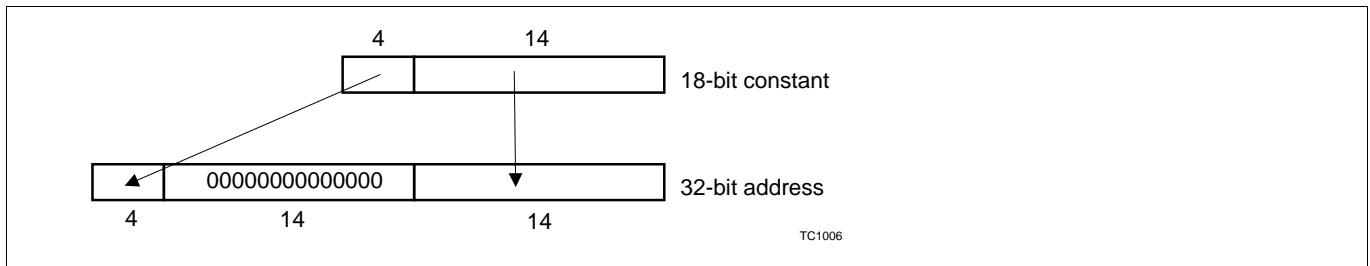 4 14
18-bit constant
00000000000000
32-bit address
4 14 14
TC1006